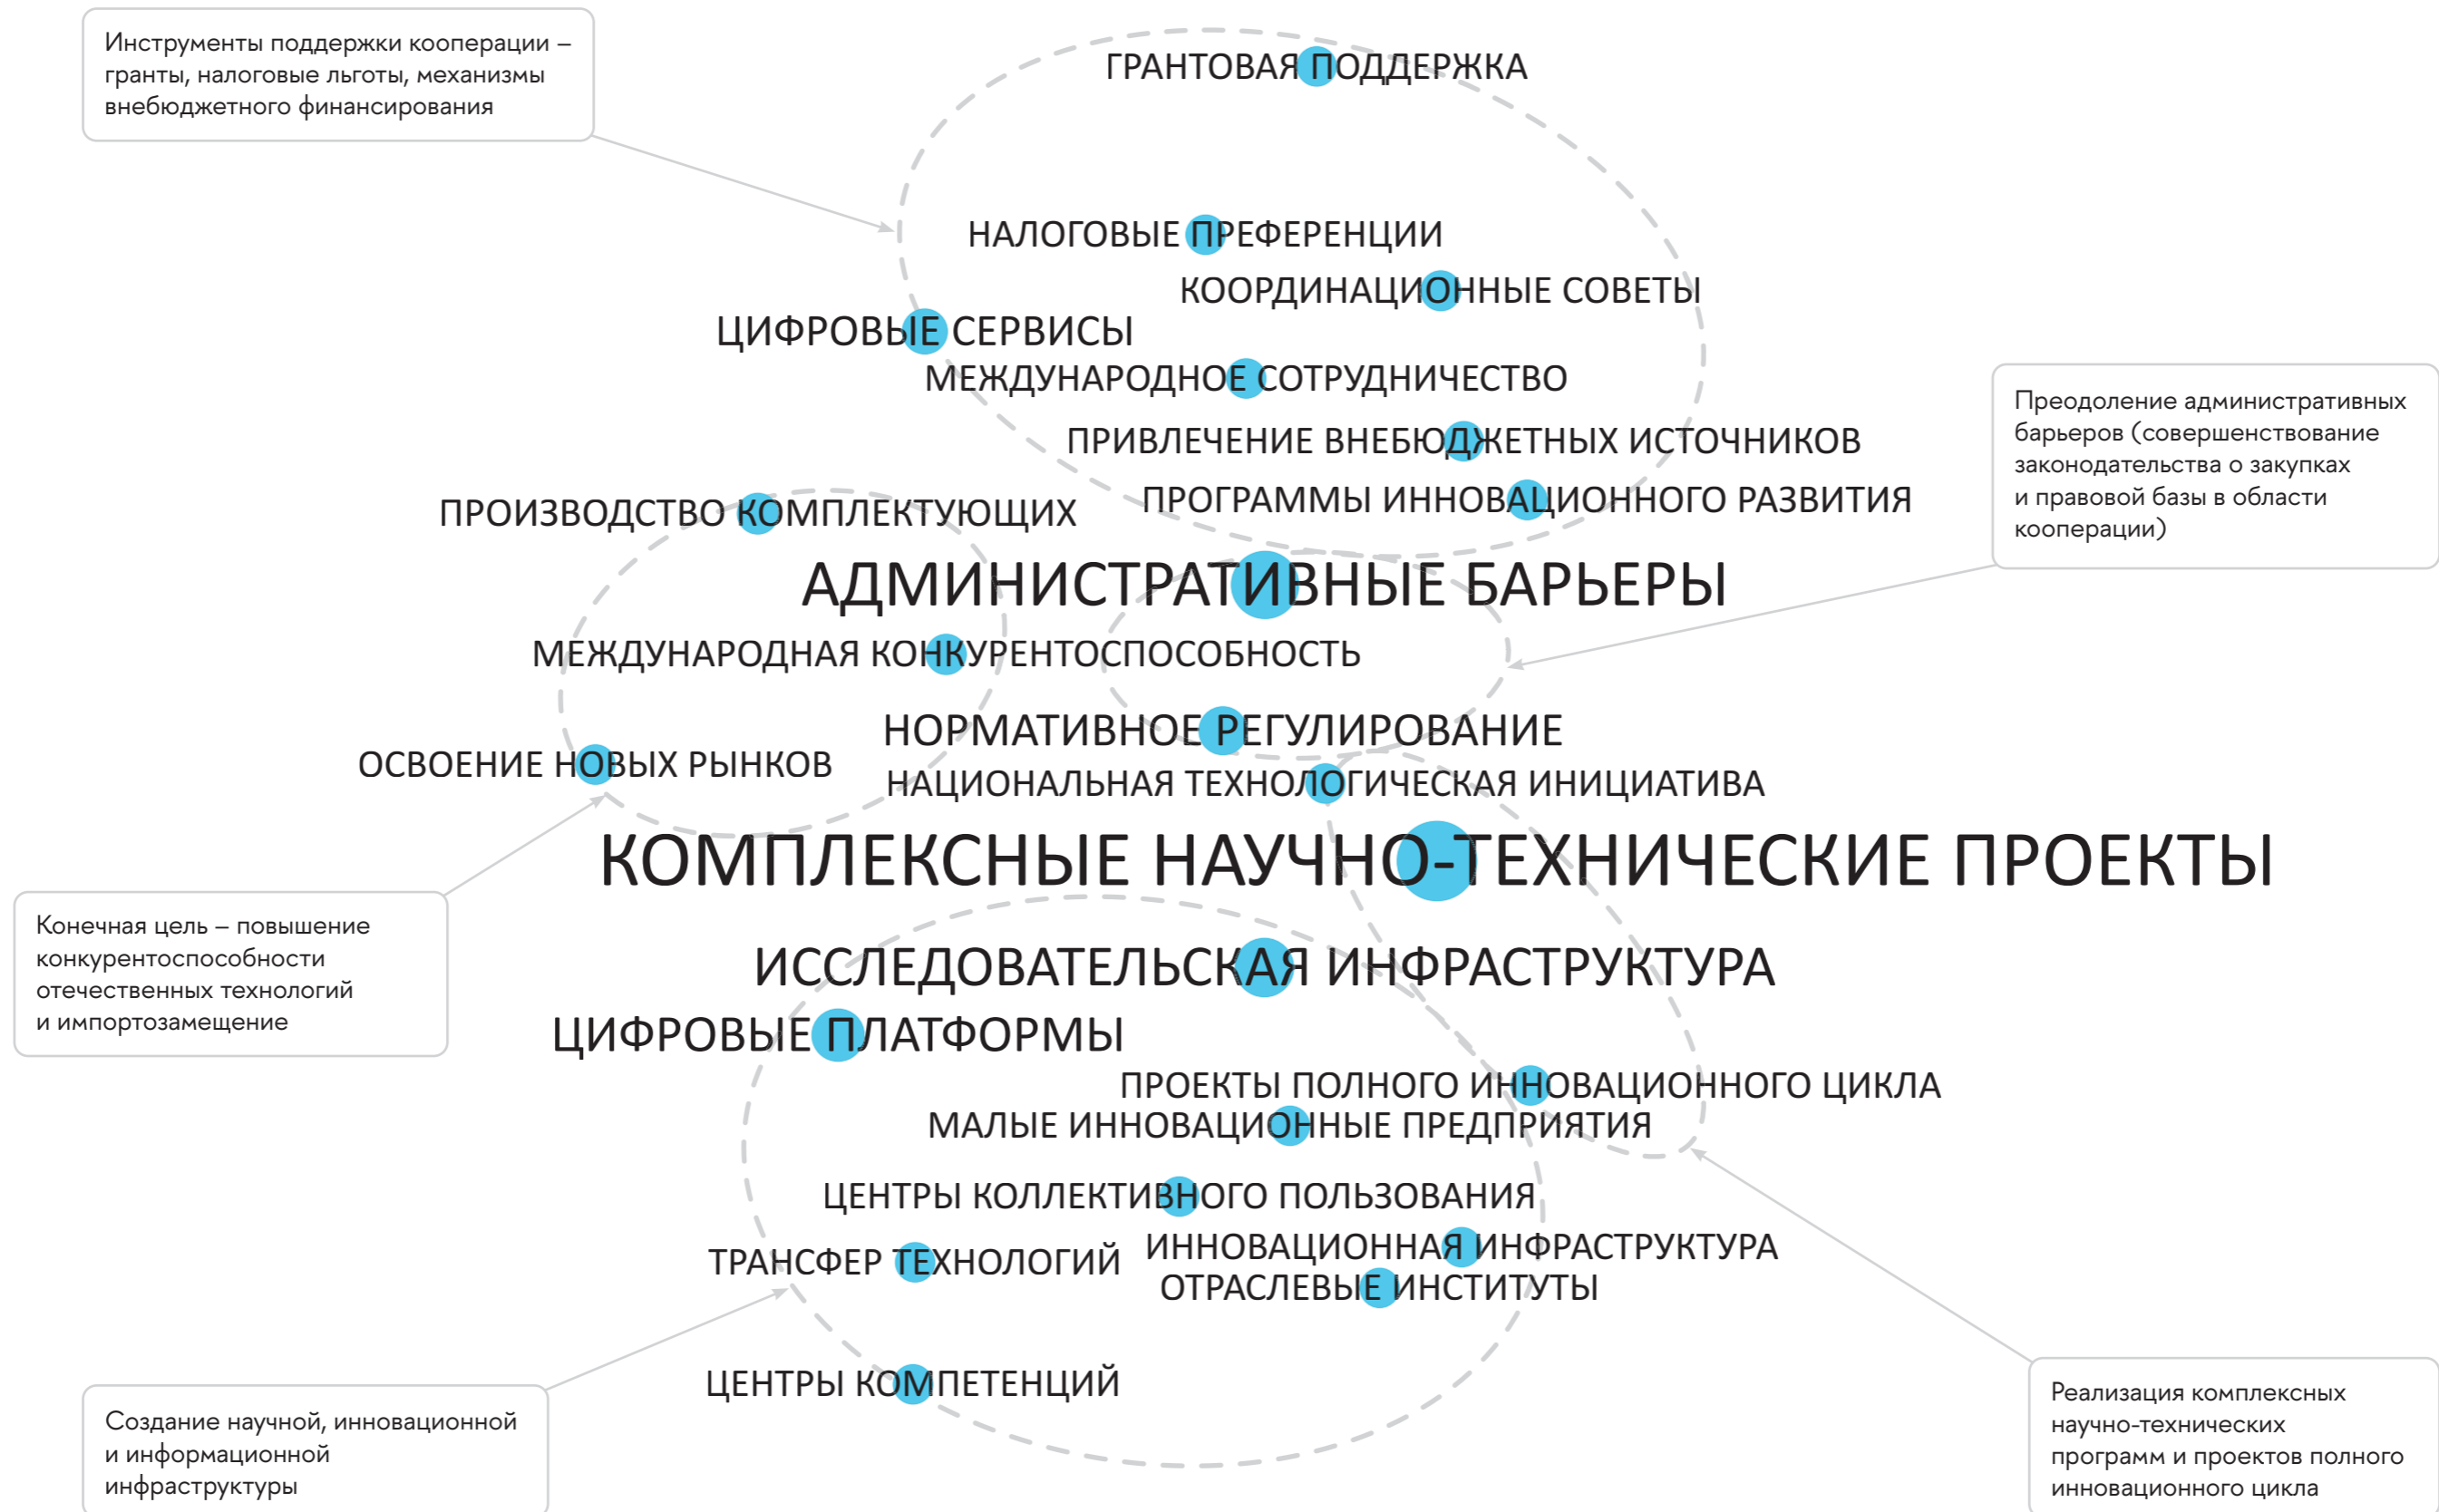 Инструменты поддержки кооперации –
гранты, налоговые льготы, механизмы
внебюджетного финансирования
ГРАНТОВАЯ ПОДДЕРЖКА
НАЛОГОВЫЕ ПРЕФЕРЕНЦИИ
КООРДИНАЦИОННЫЕ СОВЕТЫ
ЦИФРОВЫЕ СЕРВИСЫ
МЕЖДУНАРОДНОЕ СОТРУДНИЧЕСТВО
ПРИВЛЕЧЕНИЕ ВНЕБЮДЖЕТНЫХ ИСТОЧНИКОВ
Преодоление административных
барьеров (совершенствование
законодательства о закупках
и правовой базы в области
кооперации)
ПРОИЗВОДСТВО КОМПЛЕКТУЮЩИХ
ПРОГРАММЫ ИННОВАЦИОННОГО РАЗВИТИЯ
АДМИНИСТРАТИВНЫЕ БАРЬЕРЫ
МЕЖДУНАРОДНАЯ КОНКУРЕНТОСПОСОБНОСТЬ
НОРМАТИВНОЕ РЕГУЛИРОВАНИЕ
ОСВОЕНИЕ НОВЫХ РЫНКОВ
НАЦИОНАЛЬНАЯ ТЕХНОЛОГИЧЕСКАЯ ИНИЦИАТИВА
КОМПЛЕКСНЫЕ НАУЧНО-ТЕХНИЧЕСКИЕ ПРОЕКТЫ
Конечная цель – повышение
конкурентоспособности
отечественных технологий
и импортозамещение
ИССЛЕДОВАТЕЛЬСКАЯ ИНФРАСТРУКТУРА
ЦИФРОВЫЕ ПЛАТФОРМЫ
ПРОЕКТЫ ПОЛНОГО ИННОВАЦИОННОГО ЦИКЛА
МАЛЫЕ ИННОВАЦИОННЫЕ ПРЕДПРИЯТИЯ
ЦЕНТРЫ КОЛЛЕКТИВНОГО ПОЛЬЗОВАНИЯ
ИННОВАЦИОННАЯ ИНФРАСТРУКТУРА
ТРАНСФЕР ТЕХНОЛОГИЙ
ОТРАСЛЕВЫЕ ИНСТИТУТЫ
ЦЕНТРЫ КОМПЕТЕНЦИЙ
Создание научной, инновационной
и информационной
инфраструктуры
Реализация комплексных
научно-технических
программ и проектов полного
инновационного цикла